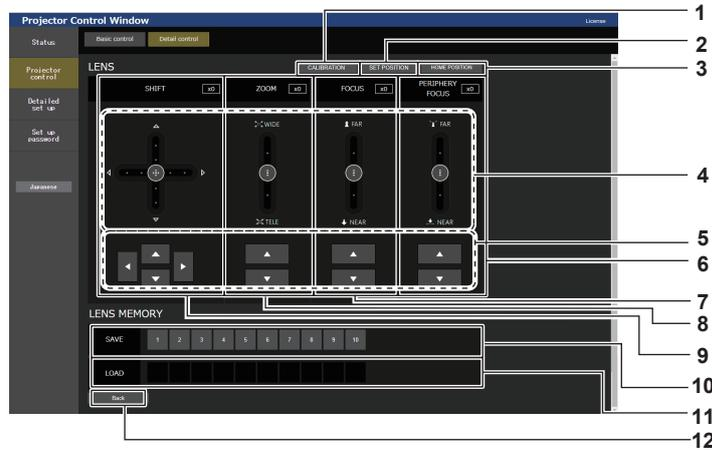 Projector Control Window
License
Status
Basic control
Detail control
Projector control
Detailed set up
Set up password
Japanese
LENS
CALIBRATION
SET POSITION
HOME POSITION
SHIFT x0
ZOOM x0
FOCUS x0
PERIPHERY FOCUS x0
WIDE
FAR
FAR
TELE
NEAR
NEAR
LENS MEMORY
SAVE 1 2 3 4 5 6 7 8 9 10
LOAD
Back
1
2
3
4
5
6
7
8
9
10
11
12